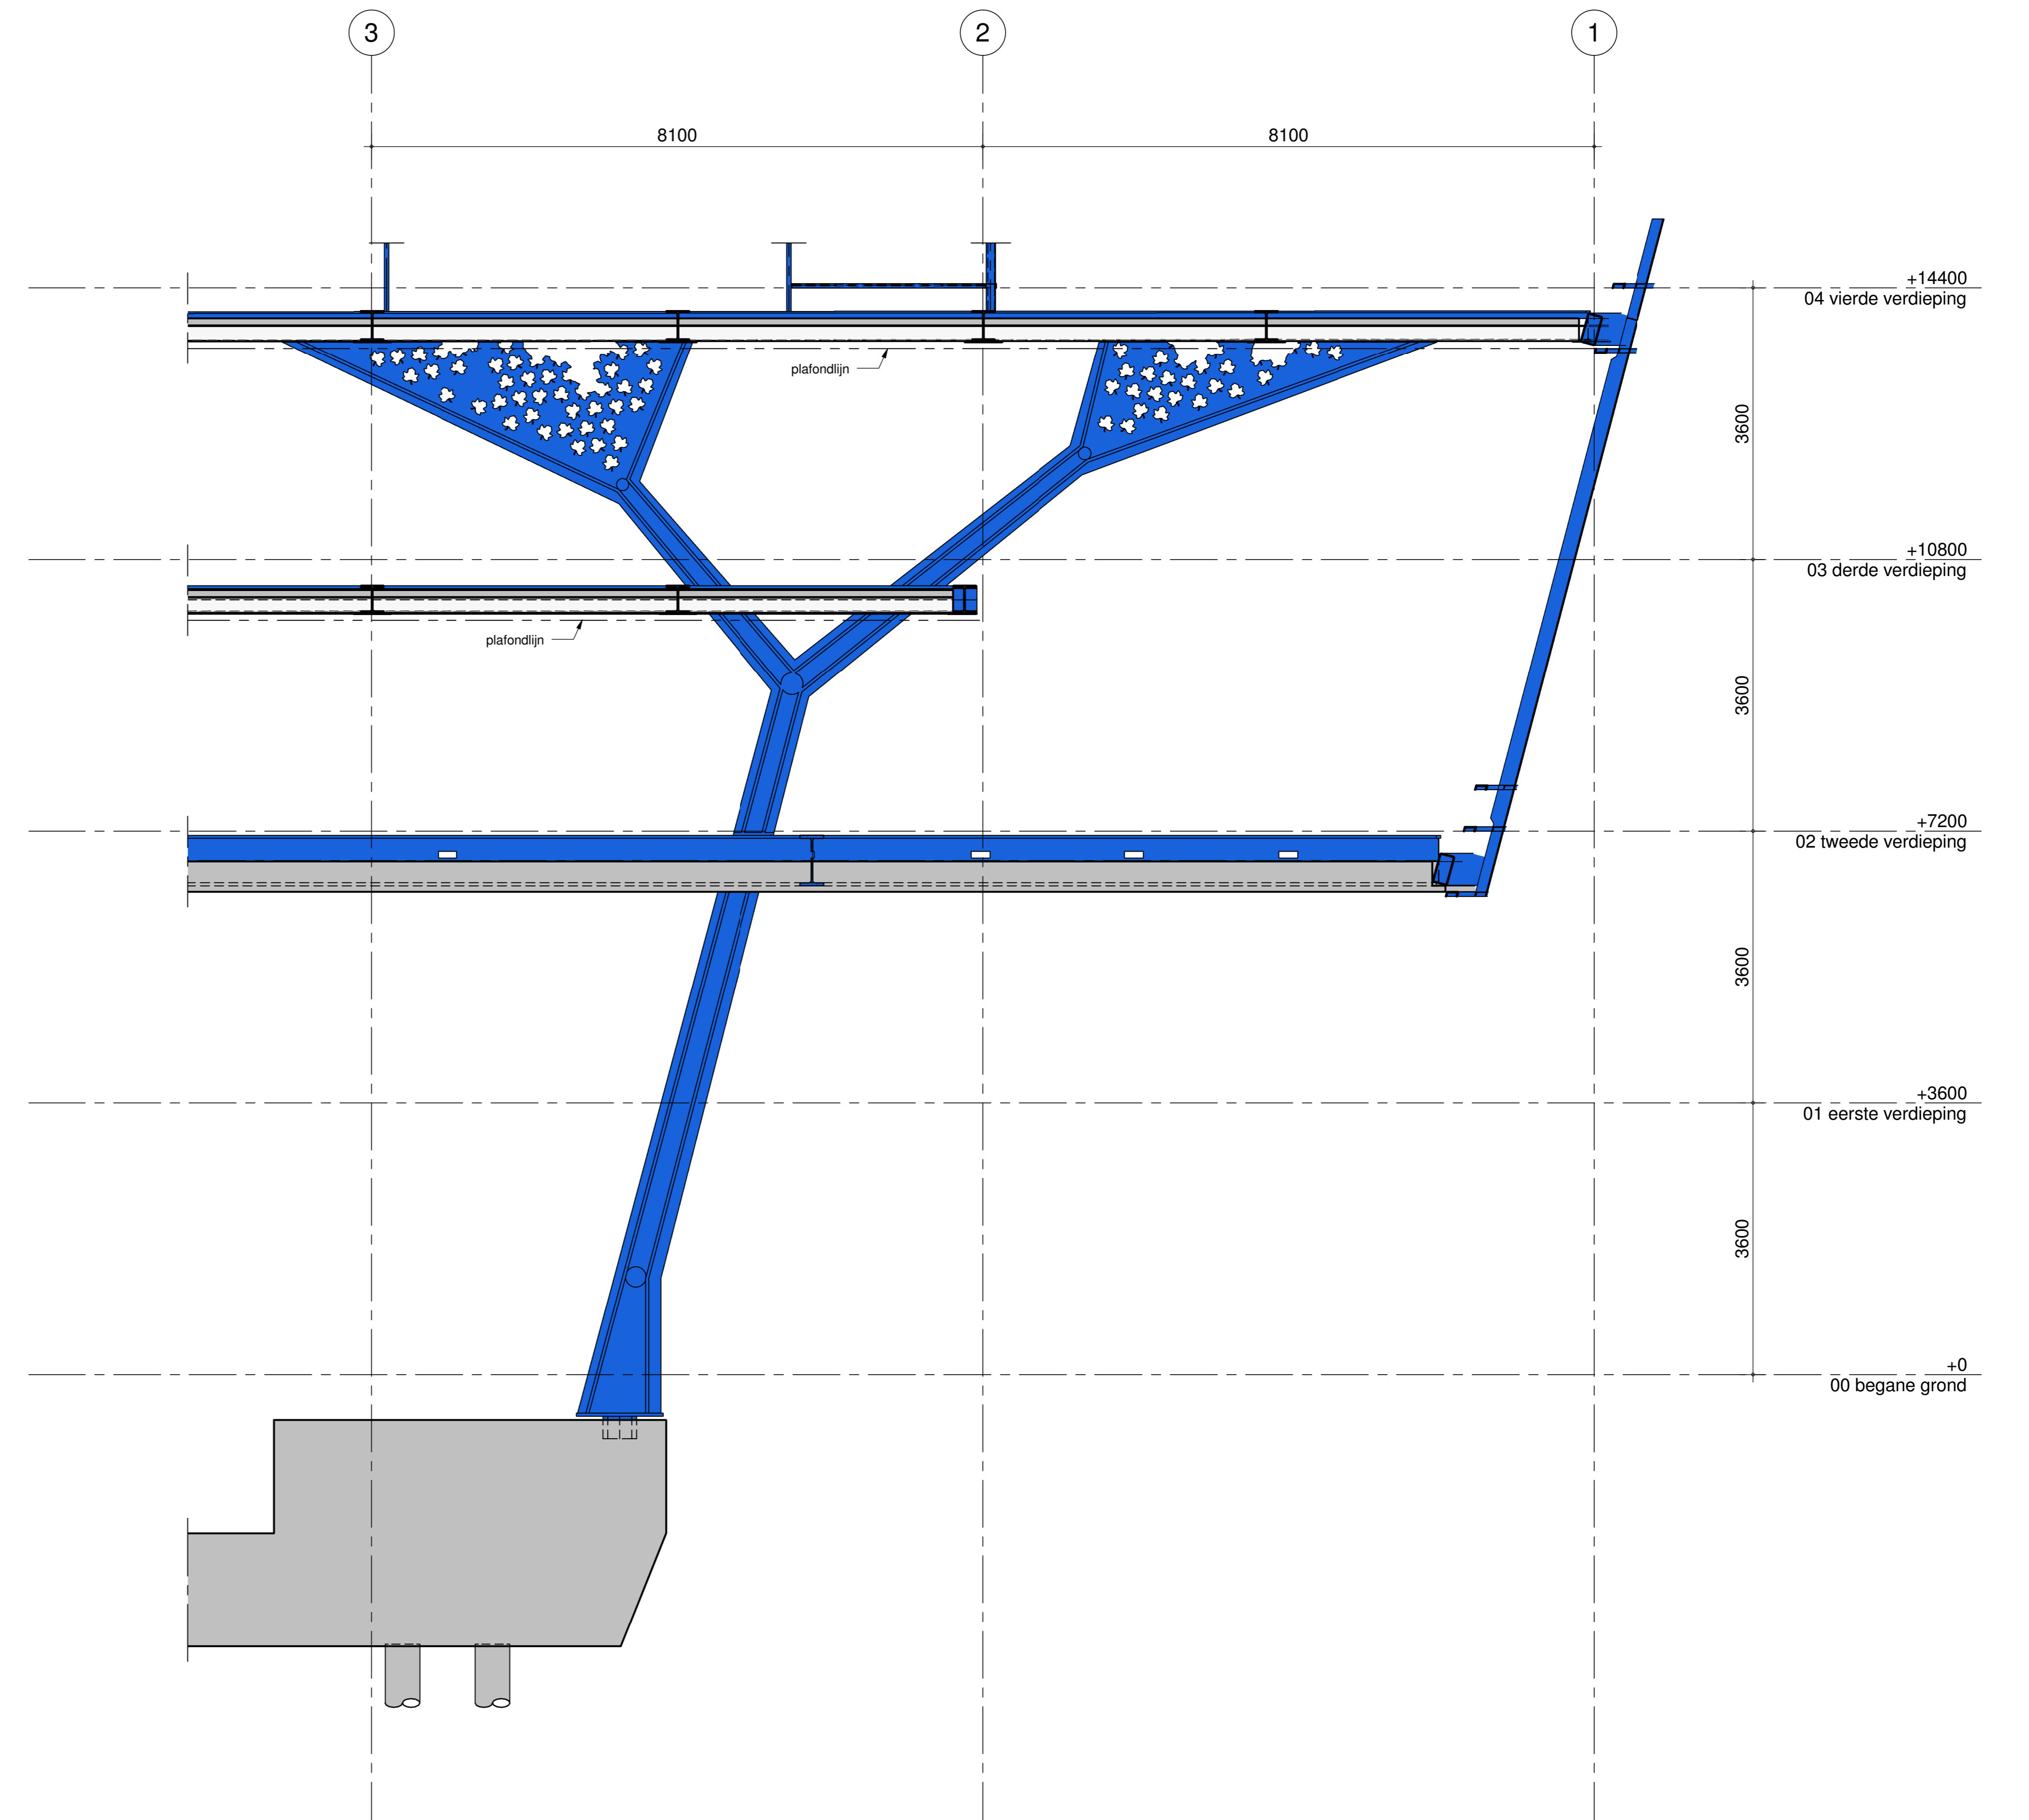 3
2
1
8100
8100
+14400
04 vierde verdieping
plafondlijn
3600
+10800
03 derde verdieping
plafondlijn
3600
+7200
02 tweede verdieping
3600
+3600
01 eerste verdieping
3600
+0
00 begane grond